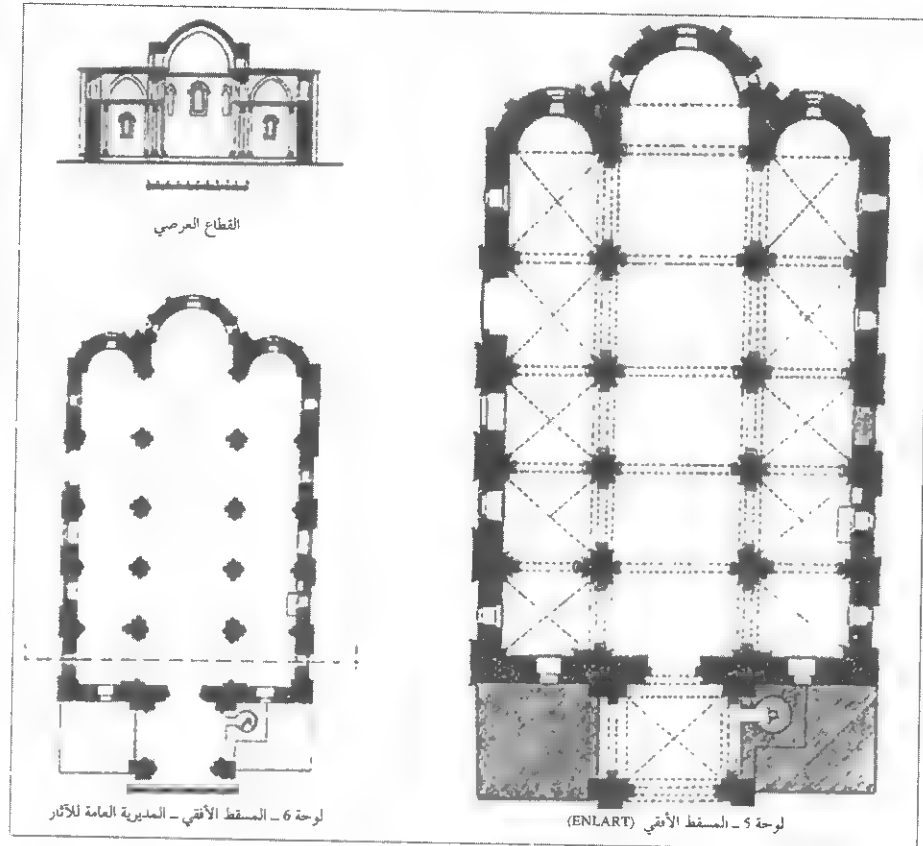 القطاع العرضي
لوحة 6 ـ المسقط الأفقي ـ المديرية العامة للآثار
لوحة 5 ـ المسقط الأفقي (ENLART)